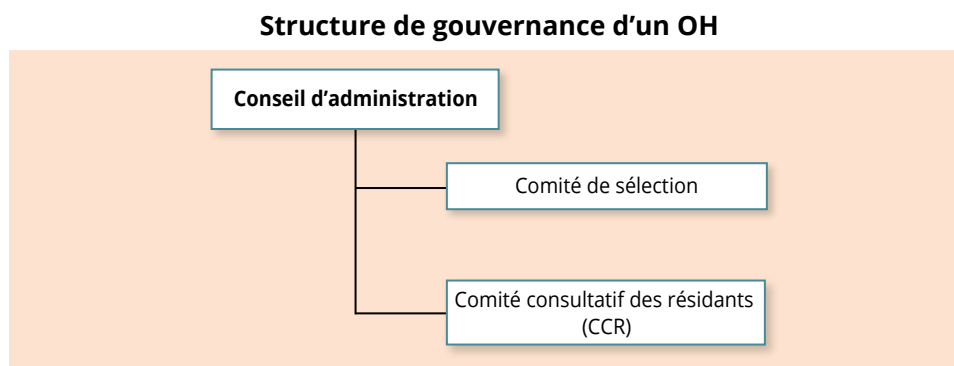 Structure de gouvernance d’un OH
Conseil d’administration
Comité de sélection
Comité consultatif des résidants
(CCR)